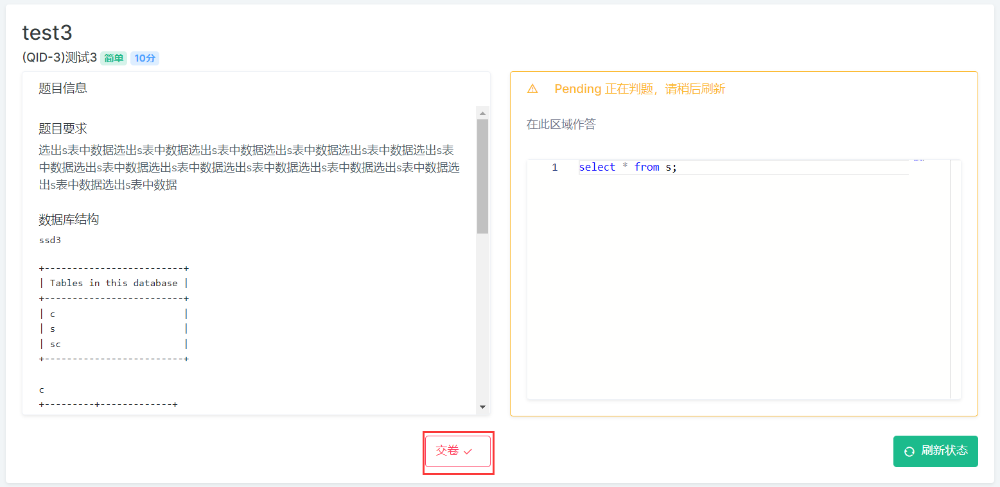 test3
(QID-3)测试3 简单 10分
题目信息
题目要求
选出s表中数据选出s表中数据选出s表中数据选出s表中数据选出s表中数据选出s表
中数据选出s表中数据选出s表中数据选出s表中数据选出s表中数据选出s表中数据选
出s表中数据选出s表中数据
数据库结构
ssd3
+-------------------------+
| Tables in this database |
+-------------------------+
| c                       |
| s                       |
| sc                      |
+-------------------------+
c
+---------+-------------+
Pending 正在判题，请稍后刷新
在此区域作答
1 select * from s;
交卷
刷新状态